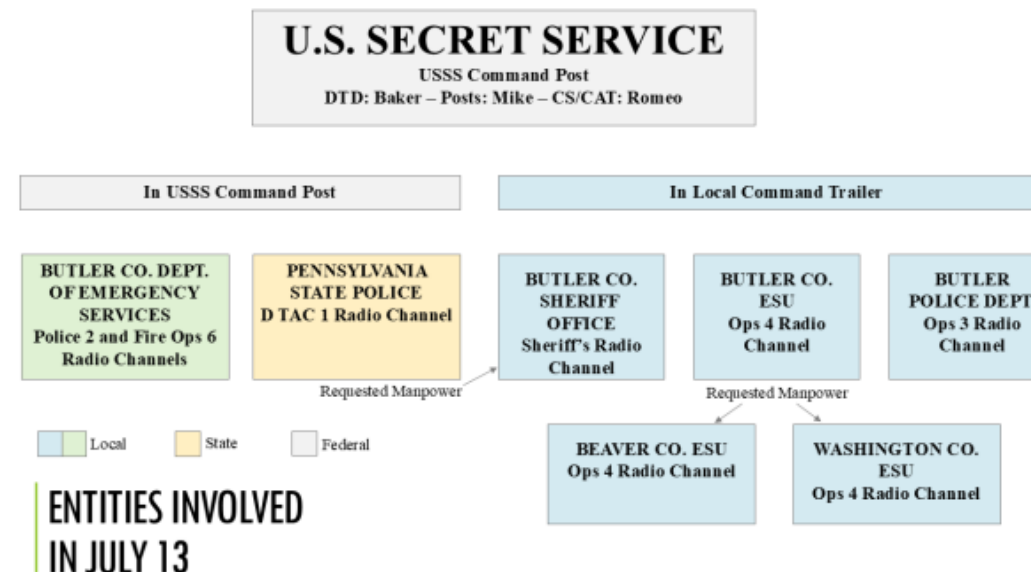 U.S. SECRET SERVICE
USSS Command Post
DTD: Baker – Posts: Mike – CS/CAT: Romeo
In USSS Command Post
In Local Command Trailer
BUTLER CO. DEPT.
OF EMERGENCY
SERVICES
Police 2 and Fire Ops 6
Radio Channels
PENNSYLVANIA
STATE POLICE
D TAC 1 Radio Channel
BUTLER CO.
SHERIFF
OFFICE
Sheriff's Radio
Channel
BUTLER CO.
ESU
Ops 4 Radio
Channel
BUTLER
POLICE DEPT
Ops 3 Radio
Channel
Requested Manpower
Requested Manpower
BEAVER CO. ESU
Ops 4 Radio Channel
WASHINGTON CO.
ESU
Ops 4 Radio Channel
Local
State
Federal
ENTITIES INVOLVED
IN JULY 13